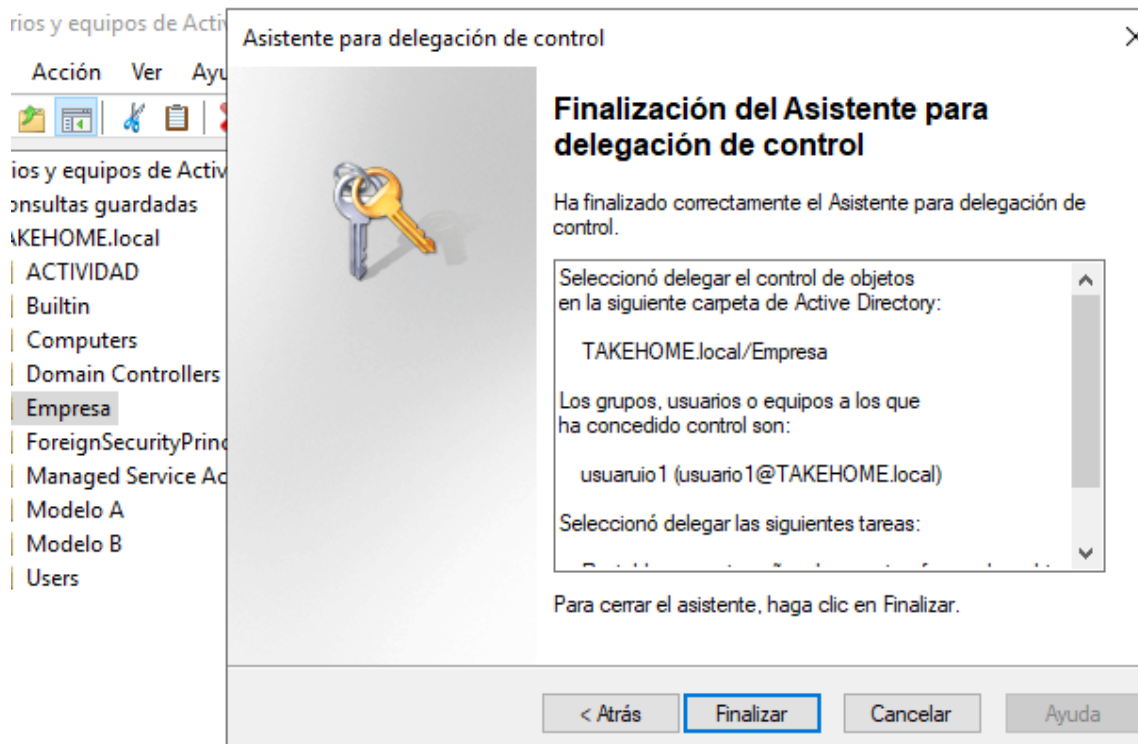 rios y equipos de Activ
Asistente para delegación de control
Acción Ver Ayu
ios y equipos de Activ
onsultas guardadas
AKEHOME.local
ACTIVIDAD
Builtin
Computers
Domain Controllers
Empresa
ForeignSecurityPrinc
Managed Service Ac
Modelo A
Modelo B
Users
Finalización del Asistente para
delegación de control
Ha finalizado correctamente el Asistente para delegación de
control.
Seleccionó delegar el control de objetos
en la siguiente carpeta de Active Directory:
TAKEHOME.local/Empresa
Los grupos, usuarios o equipos a los que
ha concedido control son:
usuaruio1 (usuario1@TAKEHOME.local)
Seleccionó delegar las siguientes tareas:
Para cerrar el asistente, haga clic en Finalizar.
< Atrás Finalizar Cancelar Ayuda